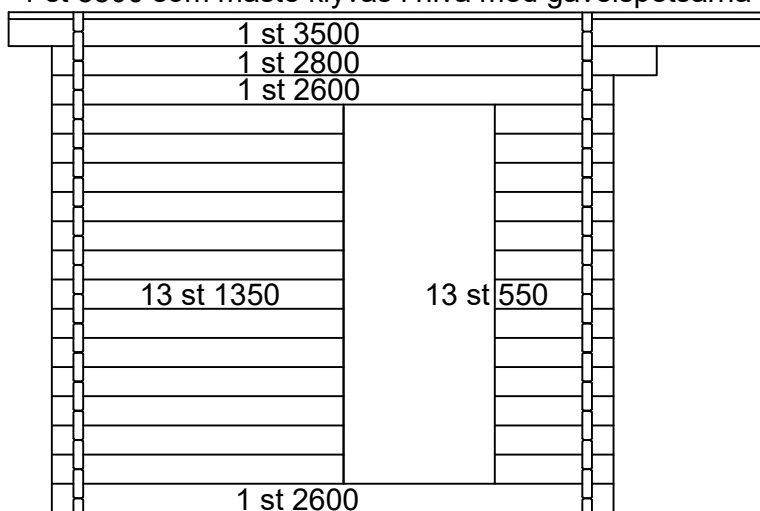 1 st 3500 som måste klyvas i nivå med gavelspetsarna
1 st 3500
1 st 2800
1 st 2600
13 st 1350
13 st 550
1 st 2600